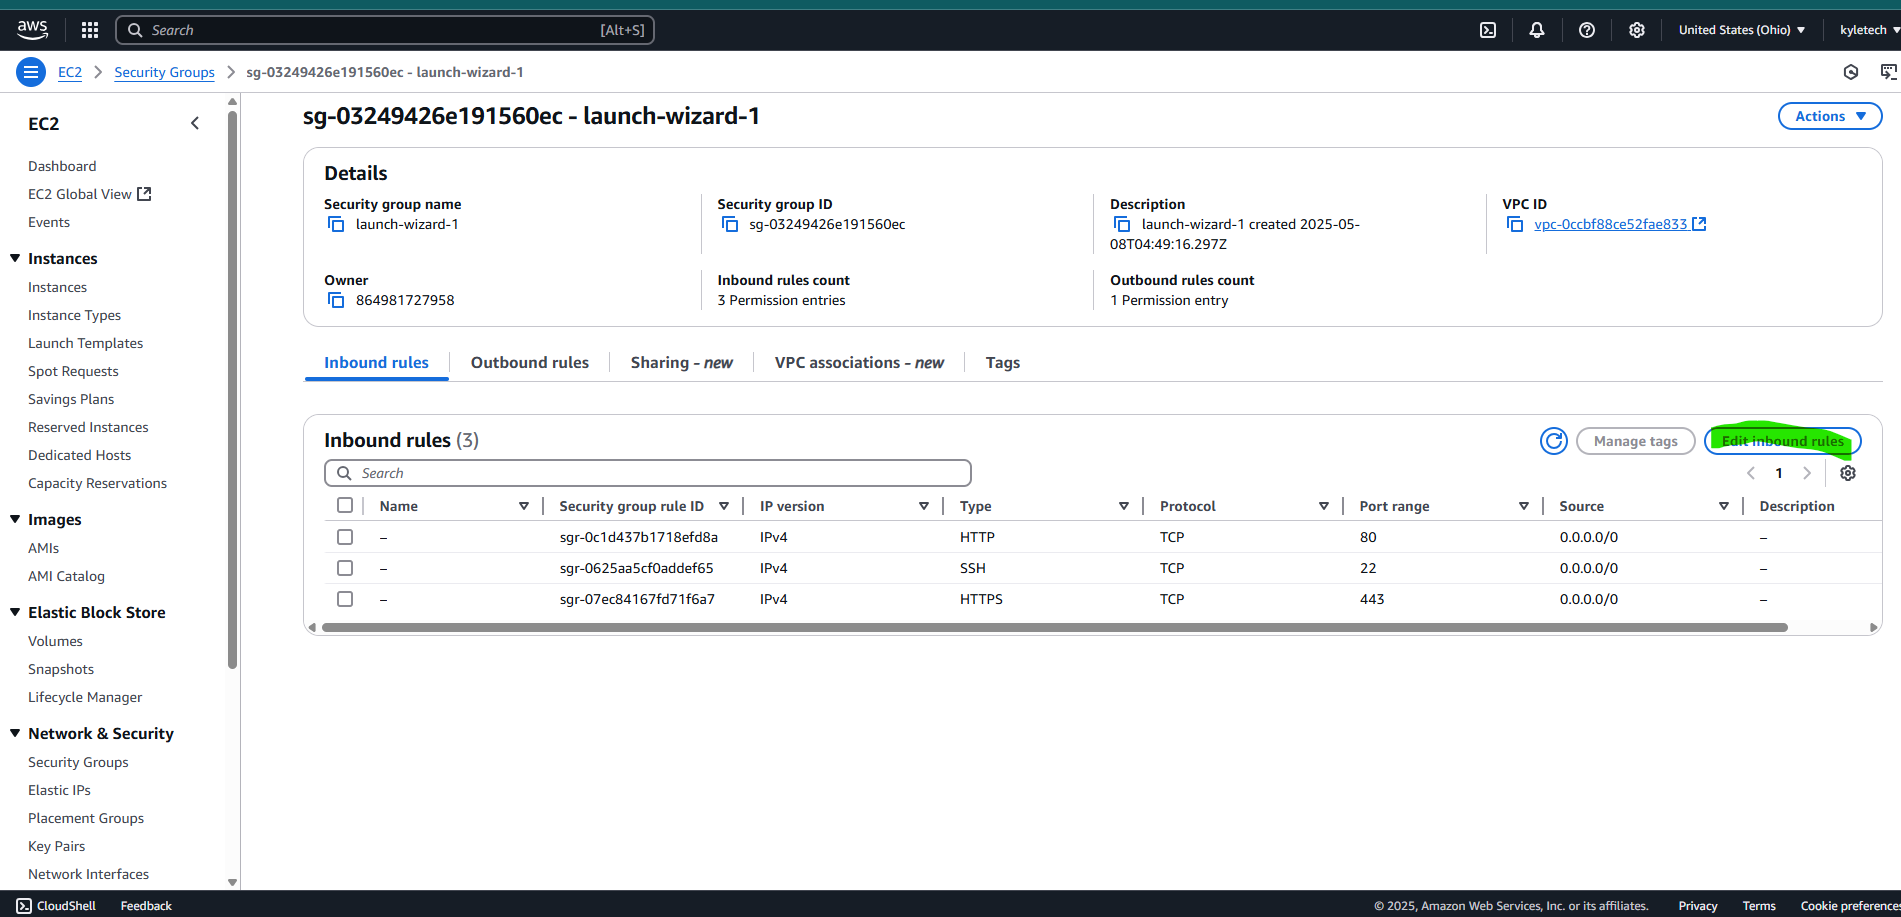 aws
Search [Alt+S]
United States (Ohio)
kyletech
EC2 Security Groups sg-03249426e191560ec - launch-wizard-1
EC2
Dashboard
EC2 Global View
Events
Instances
Instances
Instance Types
Launch Templates
Spot Requests
Savings Plans
Reserved Instances
Dedicated Hosts
Capacity Reservations
Images
AMIs
AMI Catalog
Elastic Block Store
Volumes
Snapshots
Lifecycle Manager
Network & Security
Security Groups
Elastic IPs
Placement Groups
Key Pairs
Network Interfaces
sg-03249426e191560ec - launch-wizard-1
Actions
Details
Security group name
launch-wizard-1
Security group ID
sg-03249426e191560ec
Description
launch-wizard-1 created 2025-05-
08T04:49:16.297Z
VPC ID
vpc-0ccbf88ce52fae833
Owner
864981727958
Inbound rules count
3 Permission entries
Outbound rules count
1 Permission entry
Inbound rules Outbound rules Sharing - new VPC associations - new Tags
Inbound rules (3)
Manage tags
Edit inbound rules
Search
1
Name Security group rule ID IP version Type Protocol Port range Source Description
– sgr-0c1d437b1718efd8a IPv4 HTTP TCP 80 0.0.0.0/0 –
– sgr-0625aa5cf0addef65 IPv4 SSH TCP 22 0.0.0.0/0 –
– sgr-07ec84167fd71f6a7 IPv4 HTTPS TCP 443 0.0.0.0/0 –
CloudShell Feedback
© 2025, Amazon Web Services, Inc. or its affiliates. Privacy Terms Cookie preferences